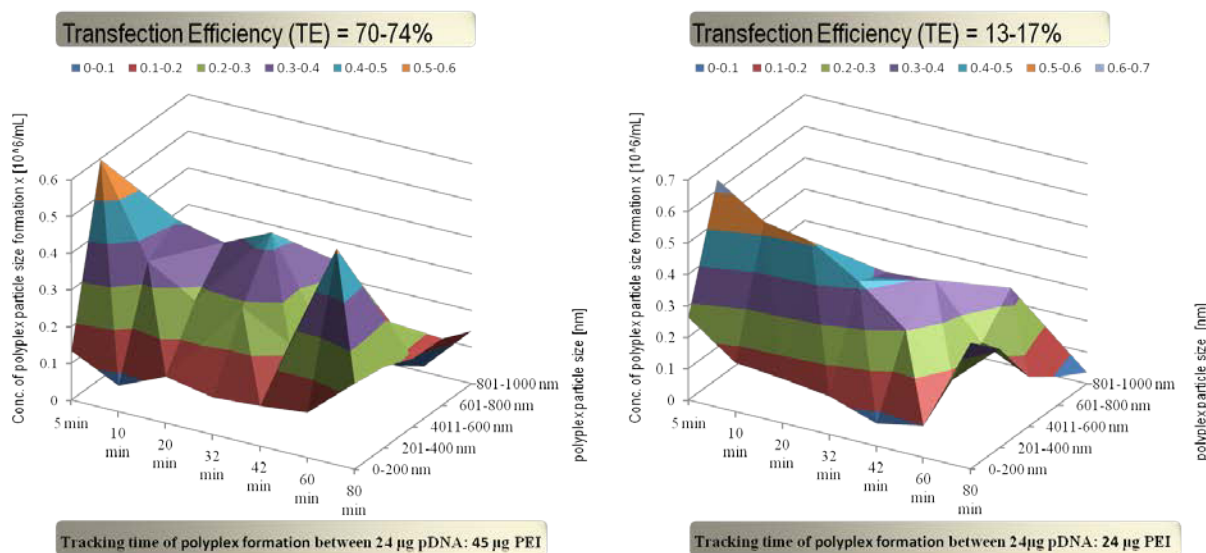 Transfection Efficiency (TE) = 70-74%
0-0.1 0.1-0.2 0.2-0.3 0.3-0.4 0.4-0.5 0.5-0.6
Conc. of polyplex particle size formation x [10^6/mL]
0.6
0.5
0.4
0.3
0.2
0.1
0
5 min
10
min
20
min
32
min
42
min
60
min
80
min
0-200 nm
201-400 nm
4011-600 nm
601-800 nm
801-1000 nm
polyplex particle size [nm]
Tracking time of polyplex formation between 24 µg pDNA: 45 µg PEI
Transfection Efficiency (TE) = 13-17%
0-0.1 0.1-0.2 0.2-0.3 0.3-0.4 0.4-0.5 0.5-0.6 0.6-0.7
Conc. of polyplex particle size formation x [10^6/mL]
0.7
0.6
0.5
0.4
0.3
0.2
0.1
0
5 min
10
min
20
min
32
min
42
min
60
min
80
min
0-200 nm
201-400 nm
4011-600 nm
601-800 nm
801-1000 nm
polyplex particle size [nm]
Tracking time of polyplex formation between 24µg pDNA: 24 µg PEI